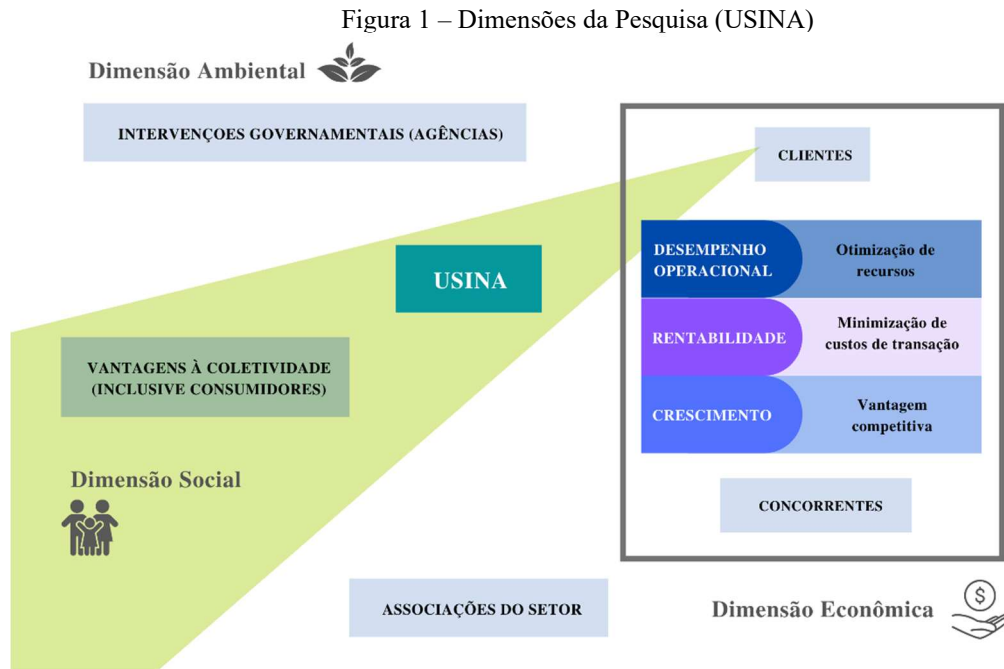 Figura 1 – Dimensões da Pesquisa (USINA)
Dimensão Ambiental
INTERVENÇOES GOVERNAMENTAIS (AGÊNCIAS)
CLIENTES
DESEMPENHO
OPERACIONAL
Otimização de
recursos
USINA
RENTABILIDADE
Minimização de
custos de transação
VANTAGENS À COLETIVIDADE
(INCLUSIVE CONSUMIDORES)
CRESCIMENTO
Vantagem
competitiva
Dimensão Social
CONCORRENTES
ASSOCIAÇÕES DO SETOR
Dimensão Econômica
$